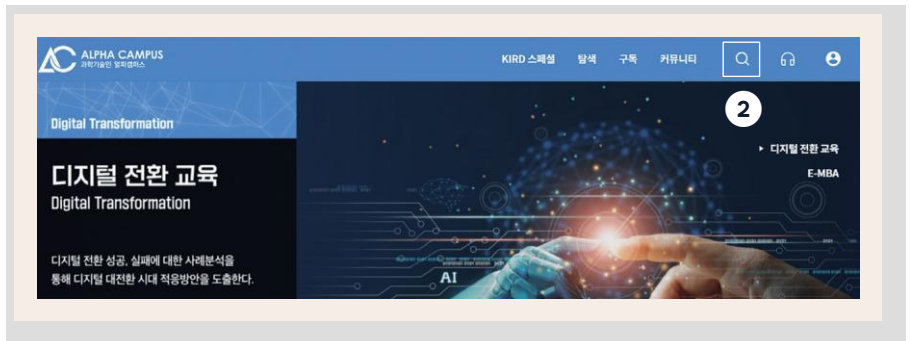 ALPHA CAMPUS
과학기술인 알파캠퍼스
KIRD 스페셜 탐색 구독 커뮤니티
2
Digital Transformation
디지털 전환 교육
Digital Transformation
디지털 전환 성공, 실패에 대한 사례분석을
통해 디지털 대전환 시대 적응방안을 도출한다.
AI
▸ 디지털 전환 교육
E-MBA